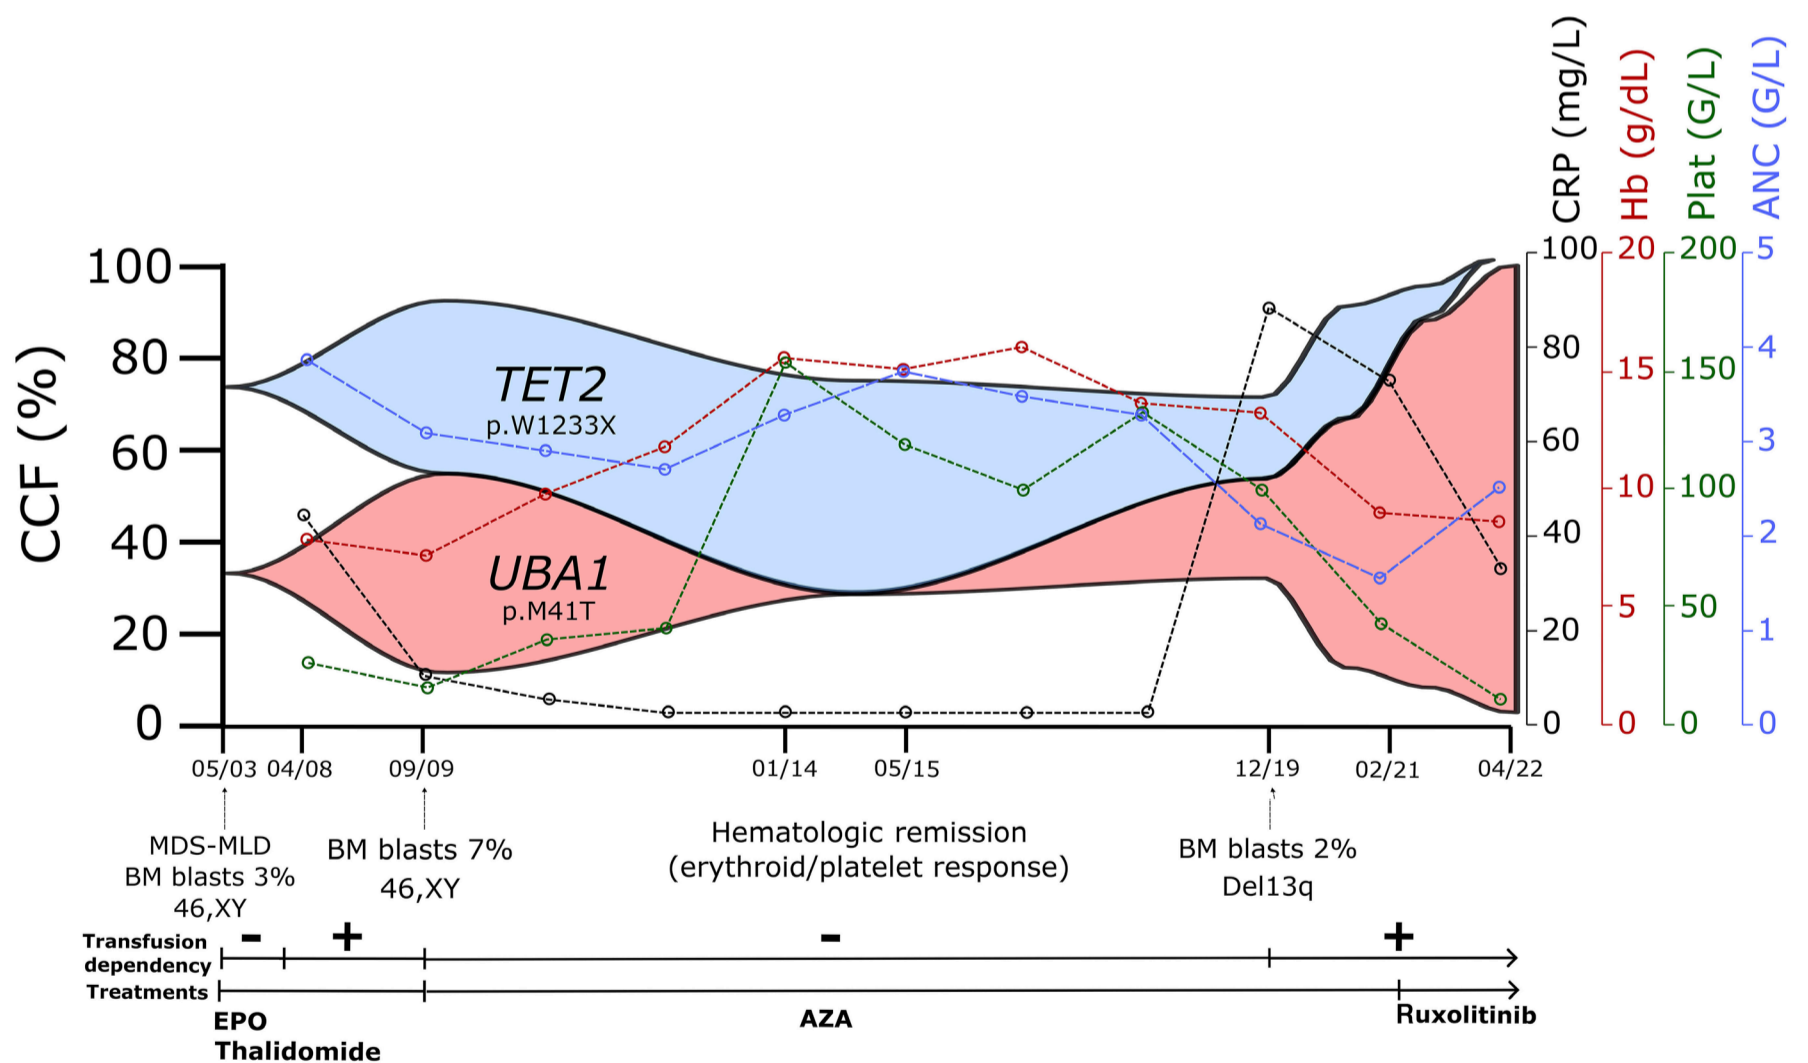 CRP (mg/L)
Hb (g/dL)
Plat (G/L)
ANC (G/L)
CCF (%)
100
80
60
40
20
0
TET2
p.W1233X
UBA1
p.M41T
100
80
60
40
20
0
20
15
10
5
0
200
150
100
50
0
5
4
3
2
1
0
05/03 04/08 09/09 01/14 05/15 12/19 02/21 04/22
MDS-MLD
BM blasts 3%
46,XY
BM blasts 7%
46,XY
Hematologic remission
(erythroid/platelet response)
BM blasts 2%
Del13q
- + - +
Transfusion
dependency
Treatments
EPO
Thalidomide
AZA
Ruxolitinib